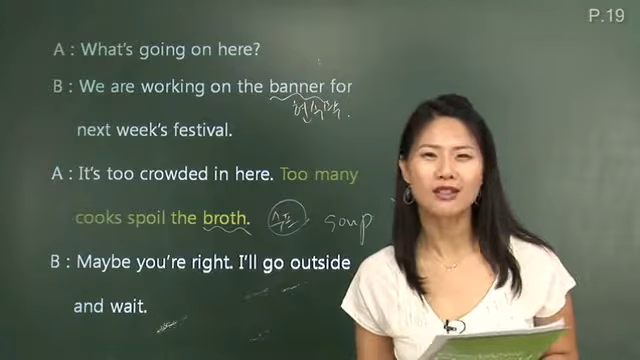 P.19
A : What's going on here?
B : We are working on the banner for
현수막.
next week's festival.
A : It's too crowded in here. Too many
cooks spoil the broth. 수프 soup
B : Maybe you're right. I'll go outside
and wait.